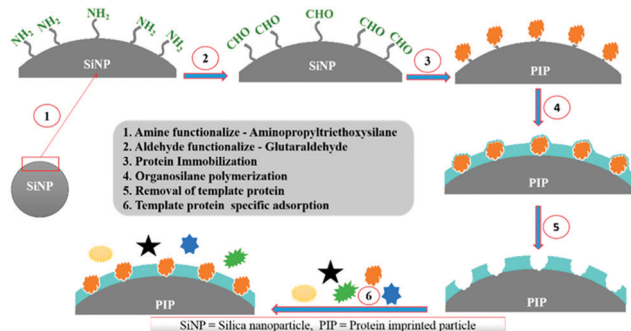 NH2 NH2 NH2 NH2 NH2
SiNP
2
CHO CHO CHO CHO CHO
SiNP
3
PIP
1
SiNP
4
1. Amine functionalize - Aminopropyltriethoxysilane
2. Aldehyde functionalize - Glutaraldehyde
3. Protein Immobilization
4. Organosilane polymerization
5. Removal of template protein
6. Template protein specific adsorption
PIP
5
PIP
6
PIP
SiNP = Silica nanoparticle, PIP = Protein imprinted particle